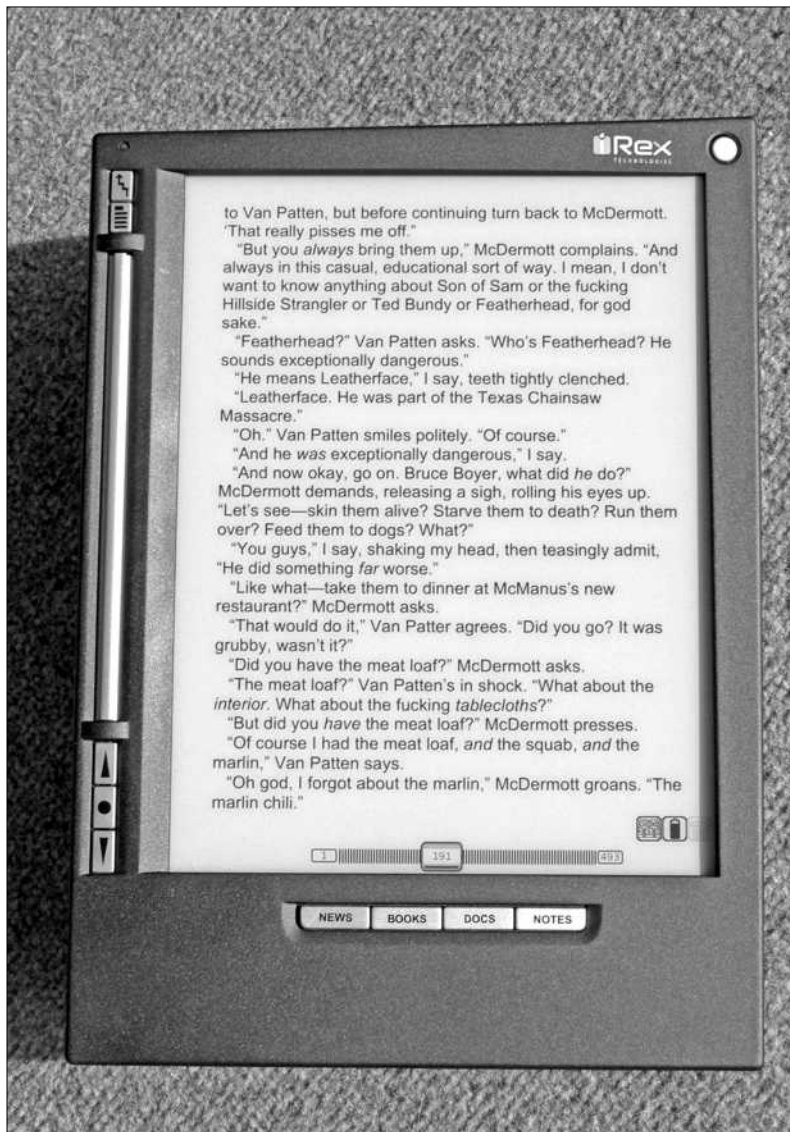 iRex
TECHNOLOGIES
to Van Patten, but before continuing turn back to McDermott.
‘That really pisses me off.”
“But you always bring them up,” McDermott complains. “And
always in this casual, educational sort of way. I mean, I don’t
want to know anything about Son of Sam or the fucking
Hillside Strangler or Ted Bundy or Featherhead, for god
sake.”
“Featherhead?” Van Patten asks. “Who’s Featherhead? He
sounds exceptionally dangerous.”
“He means Leatherface,” I say, teeth tightly clenched.
“Leatherface. He was part of the Texas Chainsaw
Massacre.”
“Oh.” Van Patten smiles politely. “Of course.”
“And he was exceptionally dangerous,” I say.
“And now okay, go on. Bruce Boyer, what did he do?”
McDermott demands, releasing a sigh, rolling his eyes up.
“Let’s see—skin them alive? Starve them to death? Run them
over? Feed them to dogs? What?”
“You guys,” I say, shaking my head, then teasingly admit,
“He did something far worse.”
“Like what—take them to dinner at McManus’s new
restaurant?” McDermott asks.
“That would do it,” Van Patter agrees. “Did you go? It was
grubby, wasn’t it?”
“Did you have the meat loaf?” McDermott asks.
“The meat loaf?” Van Patten’s in shock. “What about the
interior. What about the fucking tablecloths?”
“But did you have the meat loaf?” McDermott presses.
“Of course I had the meat loaf, and the squab, and the
marlin,” Van Patten says.
“Oh god, I forgot about the marlin,” McDermott groans. “The
marlin chili.”
1 191 493
NEWS BOOKS DOCS NOTES